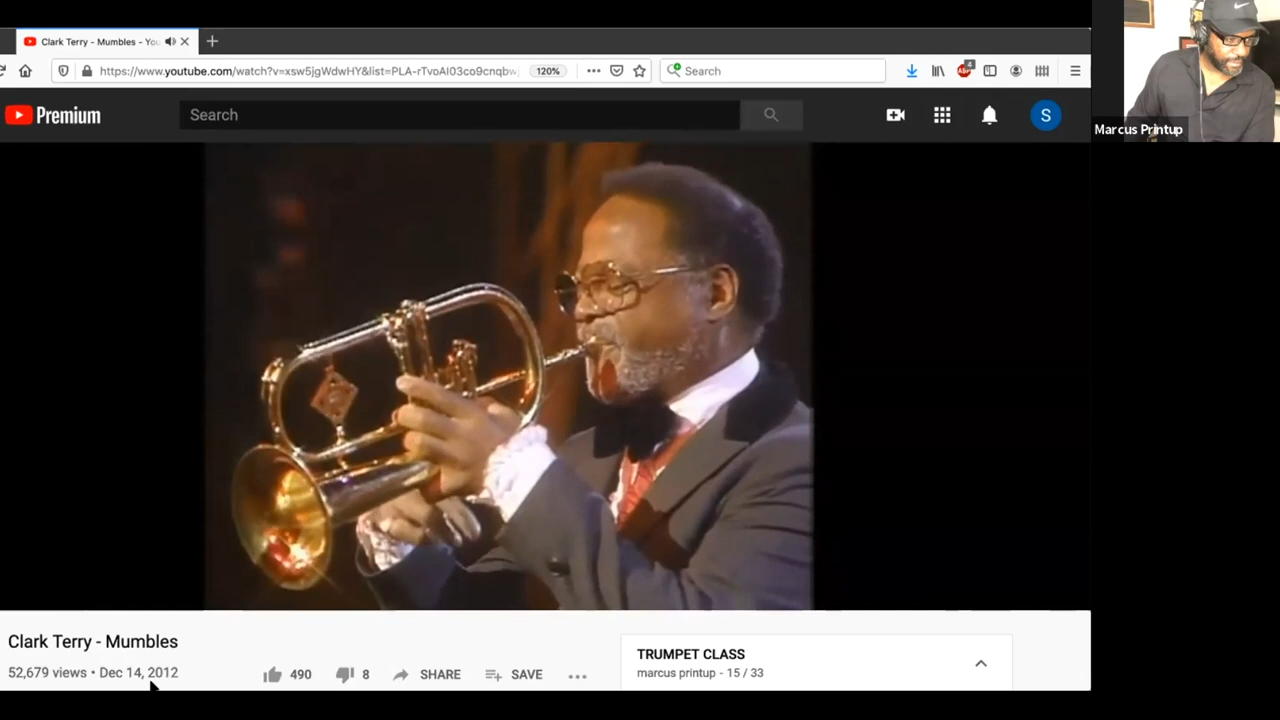 Clark Terry - Mumbles - You
https://www.youtube.com/watch?v=xsw5jgWdwHY&list=PLA-rTvoAI03co9cnqbw
120%
Search
4
Premium
Search
S
Marcus Printup
Clark Terry - Mumbles
52,679 views • Dec 14, 2012
490
8
SHARE
SAVE
TRUMPET CLASS
marcus printup - 15 / 33